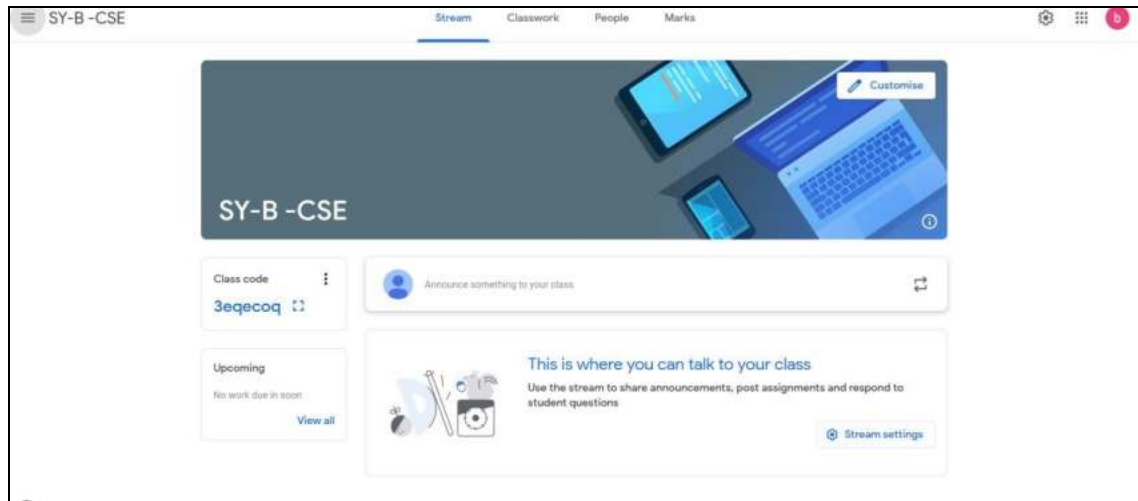 SY-B -CSE
Stream Classwork People Marks
b
Customise
SY-B -CSE
Class code
3eqecoq
Announce something to your class
Upcoming
No work due in soon
View all
This is where you can talk to your class
Use the stream to share announcements, post assignments and respond to
student questions
Stream settings